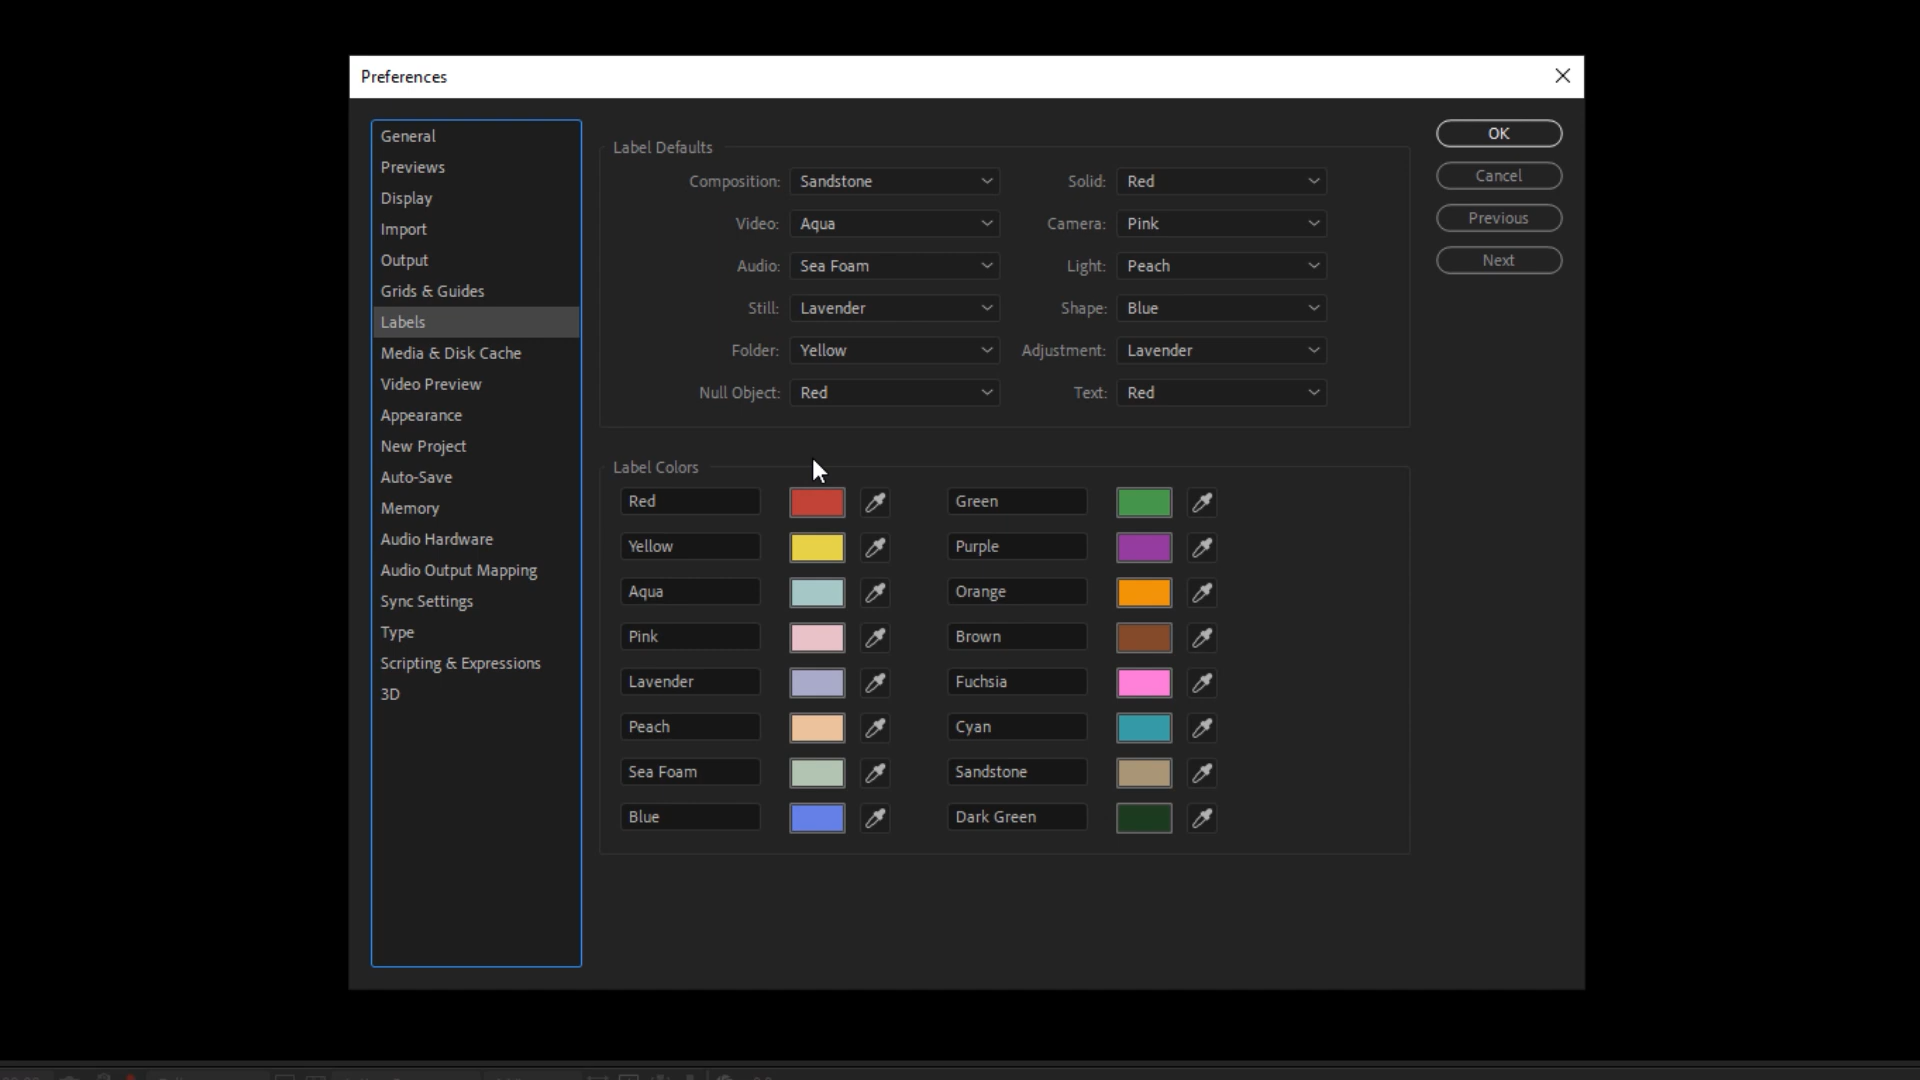 Preferences
General
Previews
Display
Import
Output
Grids & Guides
Labels
Media & Disk Cache
Video Preview
Appearance
New Project
Auto-Save
Memory
Audio Hardware
Audio Output Mapping
Sync Settings
Type
Scripting & Expressions
3D
Label Defaults
Composition: Sandstone Solid: Red
Video: Aqua Camera: Pink
Audio: Sea Foam Light: Peach
Still: Lavender Shape: Blue
Folder: Yellow Adjustment: Lavender
Null Object: Red Text: Red
Label Colors
Red Green
Yellow Purple
Aqua Orange
Pink Brown
Lavender Fuchsia
Peach Cyan
Sea Foam Sandstone
Blue Dark Green
OK
Cancel
Previous
Next